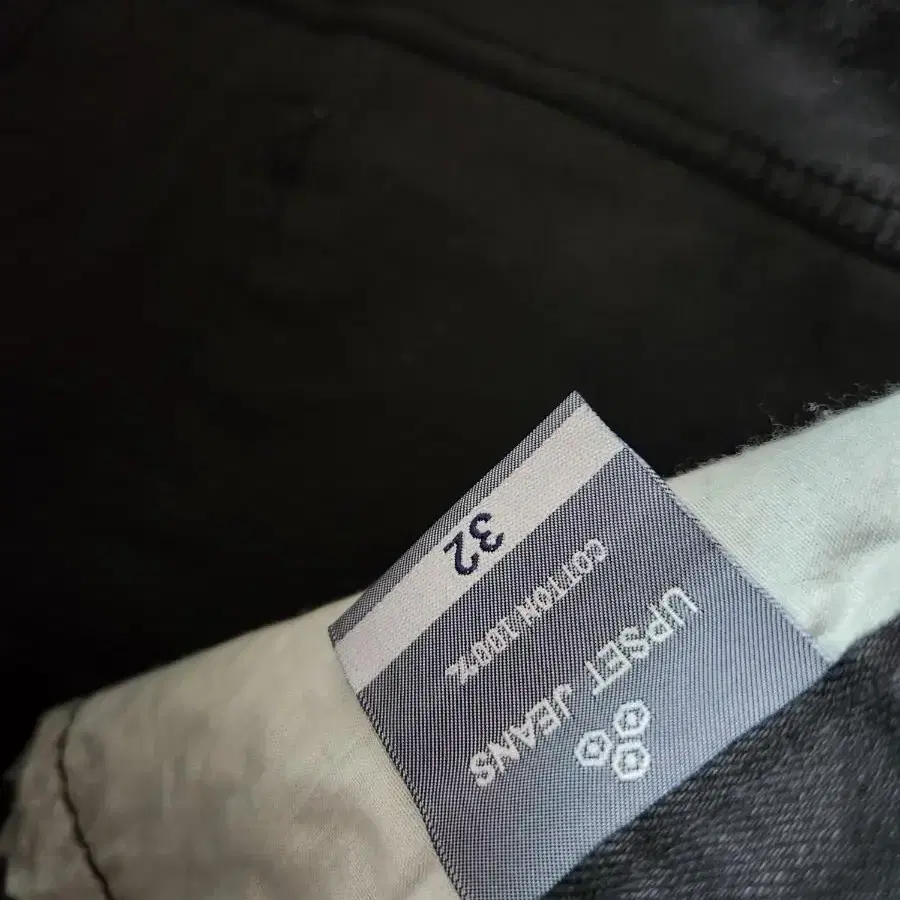 UPSET JEANS
COTTON 100%
32